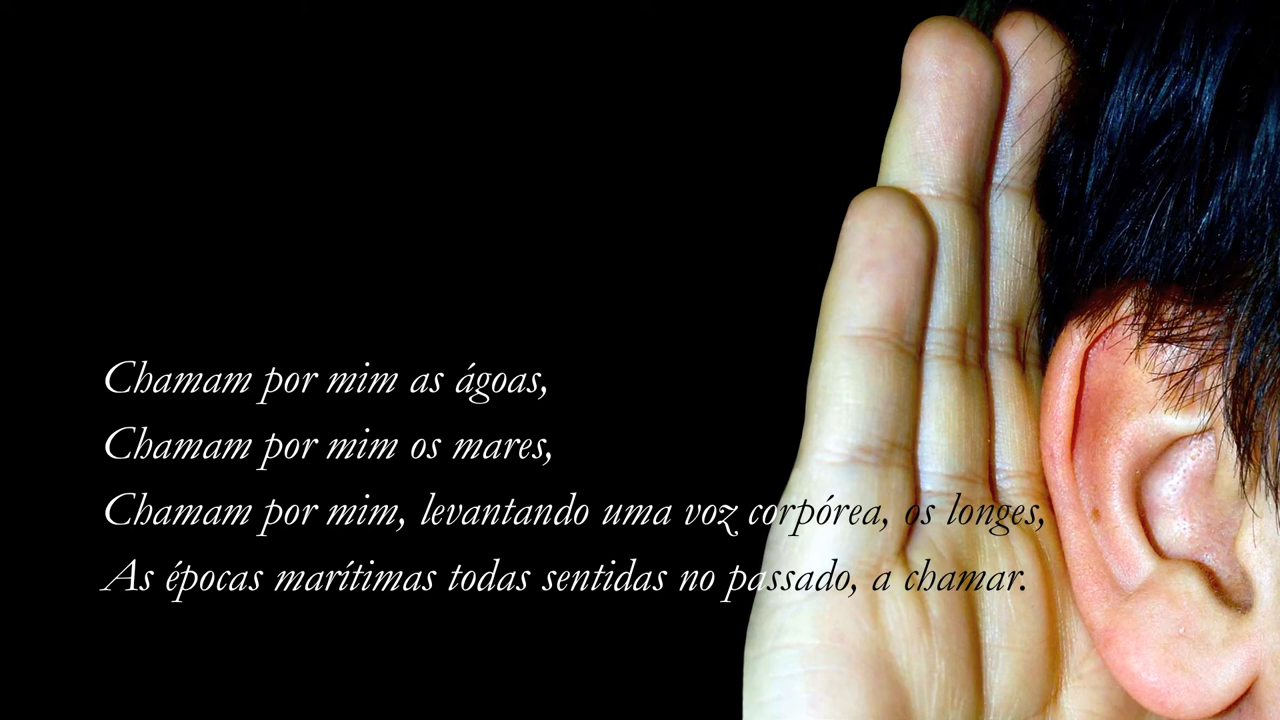 Chamam por mim as ágoas,
Chamam por mim os mares,
Chamam por mim, levantando uma voz corpórea, os longes,
As épocas marítimas todas sentidas no passado, a chamar.